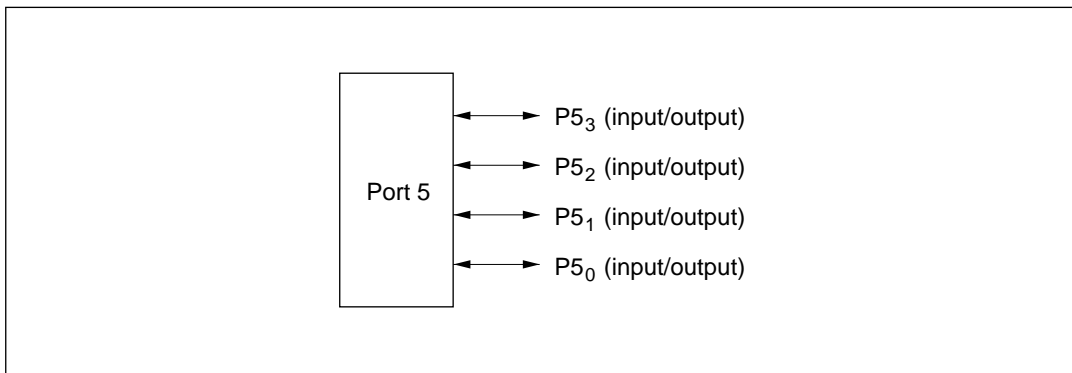 P5₃ (input/output)
P5₂ (input/output)
Port 5
P5₁ (input/output)
P5₀ (input/output)